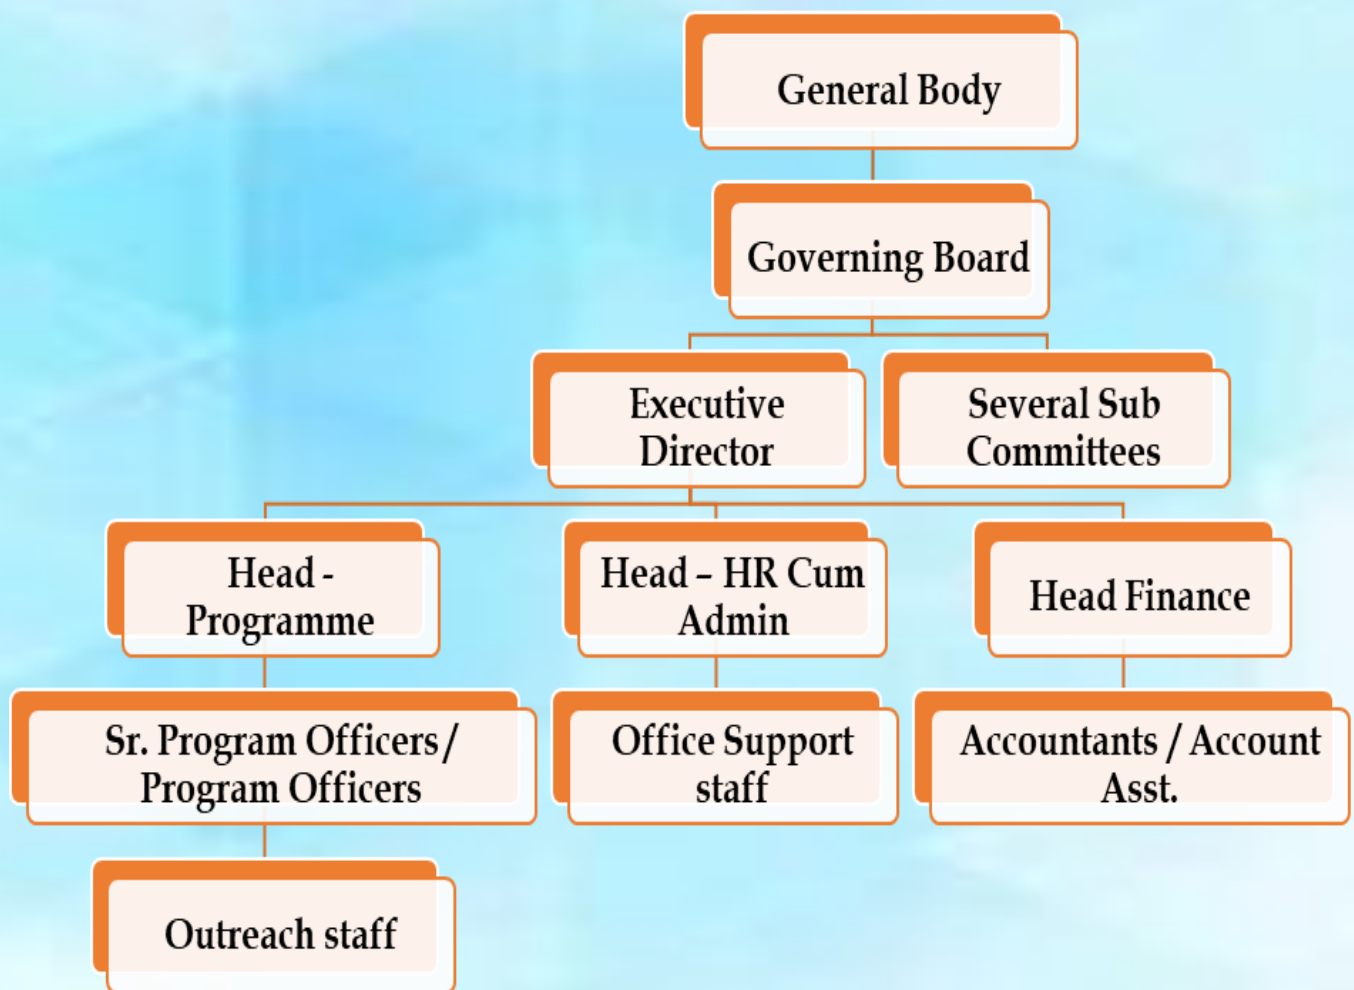 General Body
Governing Board
Executive
Director
Several Sub
Committees
Head -
Programme
Head – HR Cum
Admin
Head Finance
Sr. Program Officers/
Program Officers
Office Support
staff
Accountants / Account
Asst.
Outreach staff